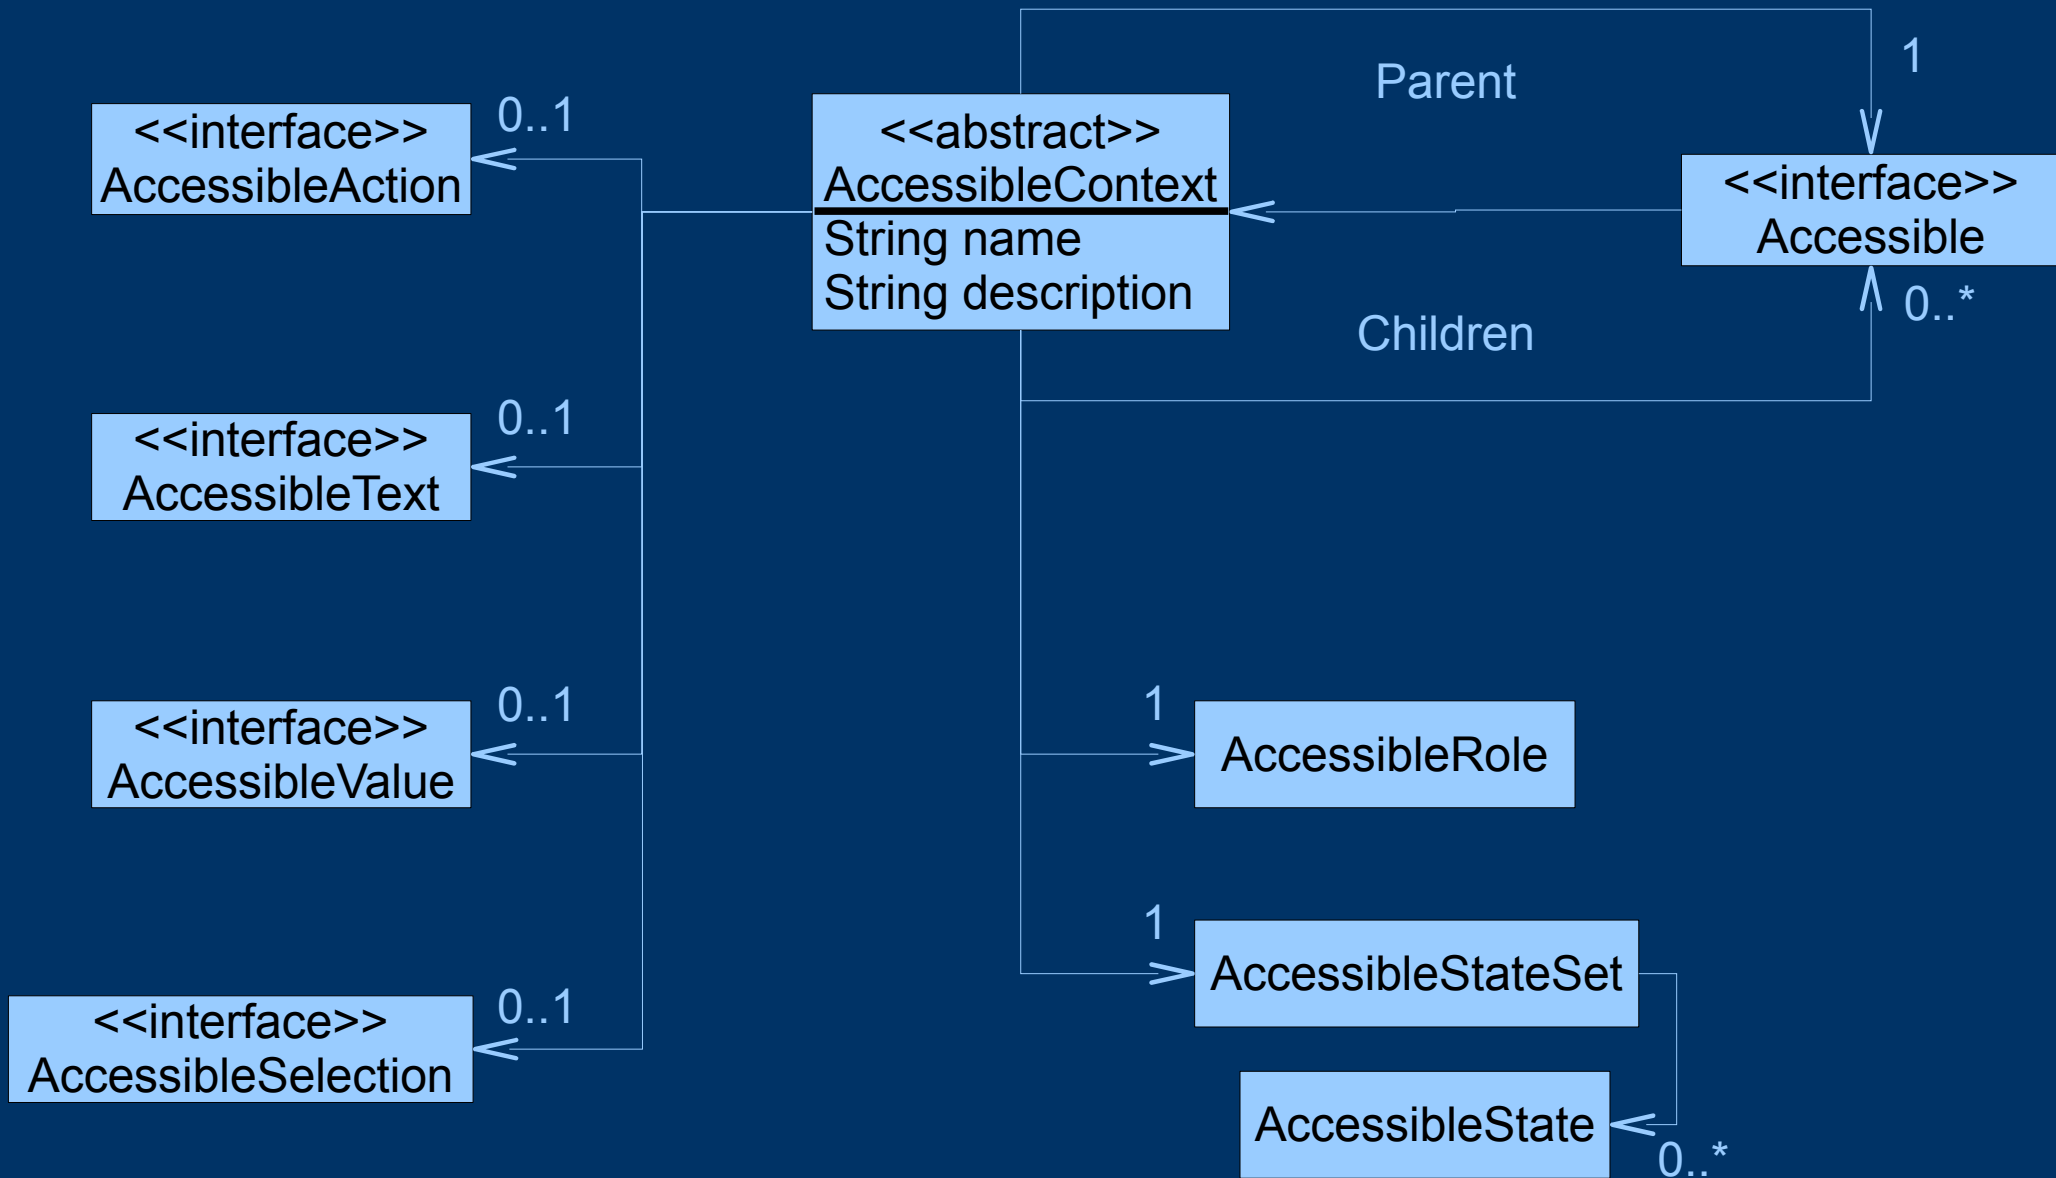 Parent
1
<<interface>>
AccessibleAction
0..1
<<abstract>>
AccessibleContext
String name
String description
<<interface>>
Accessible
0..*
Children
<<interface>>
AccessibleText
0..1
<<interface>>
AccessibleValue
0..1
1
AccessibleRole
<<interface>>
AccessibleSelection
0..1
1
AccessibleStateSet
AccessibleState
0..*